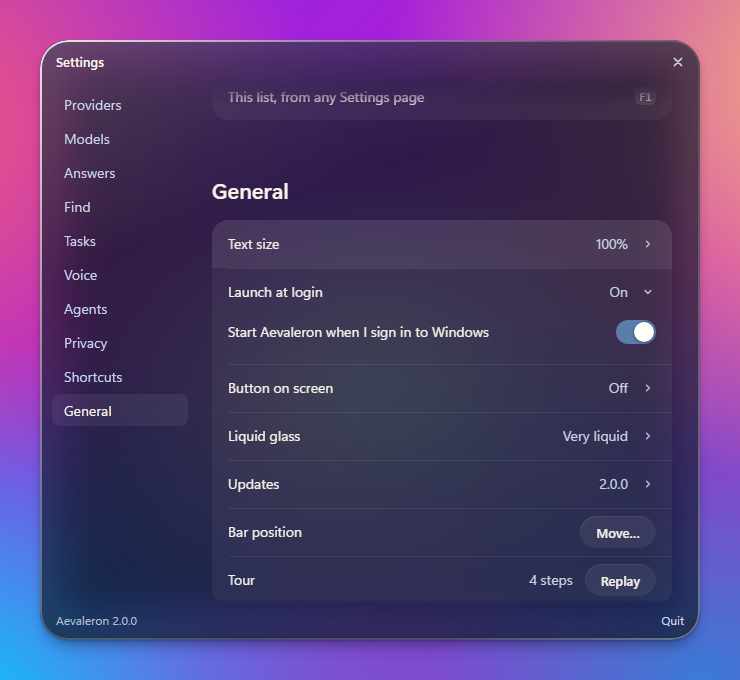 Settings
Providers
Models
Answers
Find
Tasks
Voice
Agents
Privacy
Shortcuts
General
This list, from any Settings page F1
General
Text size 100%
Launch at login On
Start Aevaleron when I sign in to Windows
Button on screen Off
Liquid glass Very liquid
Updates 2.0.0
Bar position Move...
Tour 4 steps Replay
Aevaleron 2.0.0 Quit